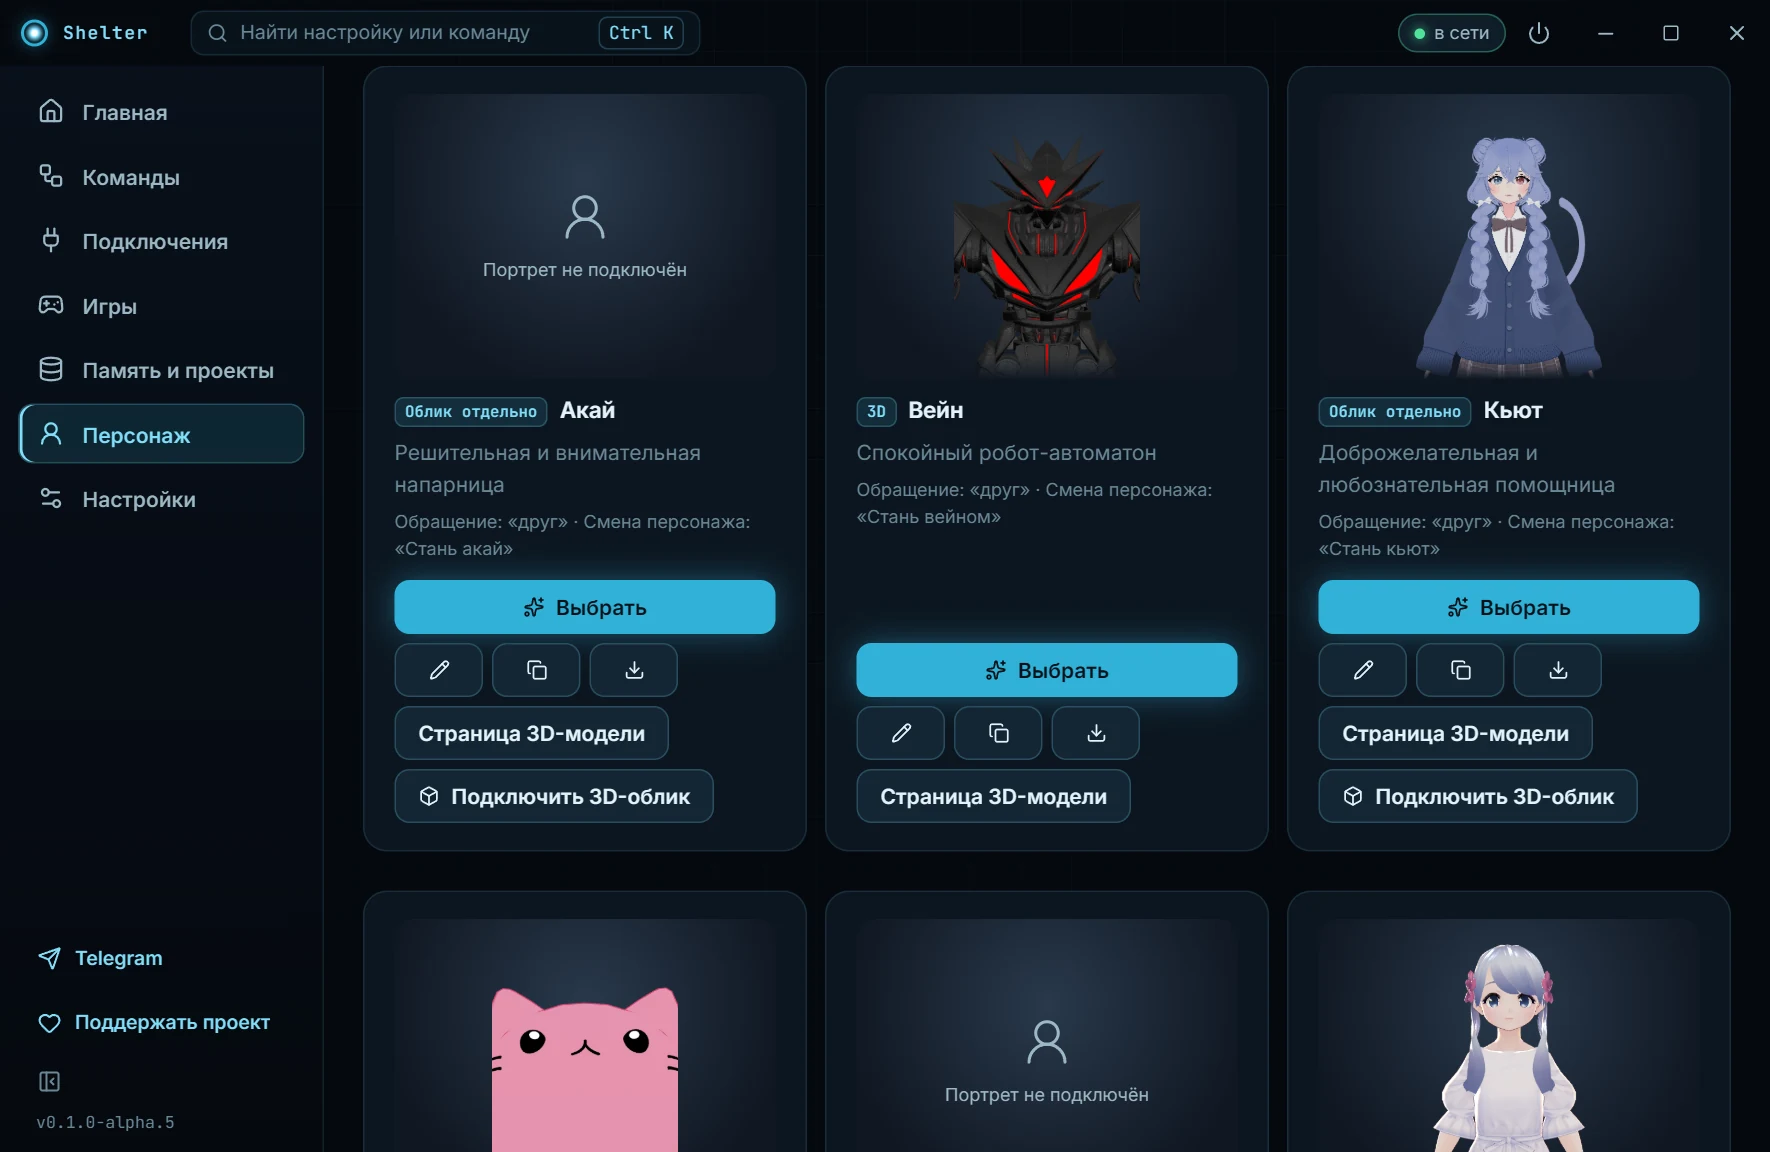 Shelter
Найти настройку или команду
Ctrl K
в сети
Главная
Команды
Подключения
Игры
Память и проекты
Персонаж
Настройки
Telegram
Поддержать проект
v0.1.0-alpha.5
Портрет не подключён
Облик отдельно
Акай
Решительная и внимательная
напарница
Обращение: «друг» · Смена персонажа:
«Стань акай»
Выбрать
Страница 3D-модели
Подключить 3D-облик
3D
Вейн
Спокойный робот-автоматон
Обращение: «друг» · Смена персонажа:
«Стань вейном»
Выбрать
Страница 3D-модели
Облик отдельно
Кьют
Доброжелательная и
любознательная помощница
Обращение: «друг» · Смена персонажа:
«Стань кьют»
Выбрать
Страница 3D-модели
Подключить 3D-облик
Портрет не подключён